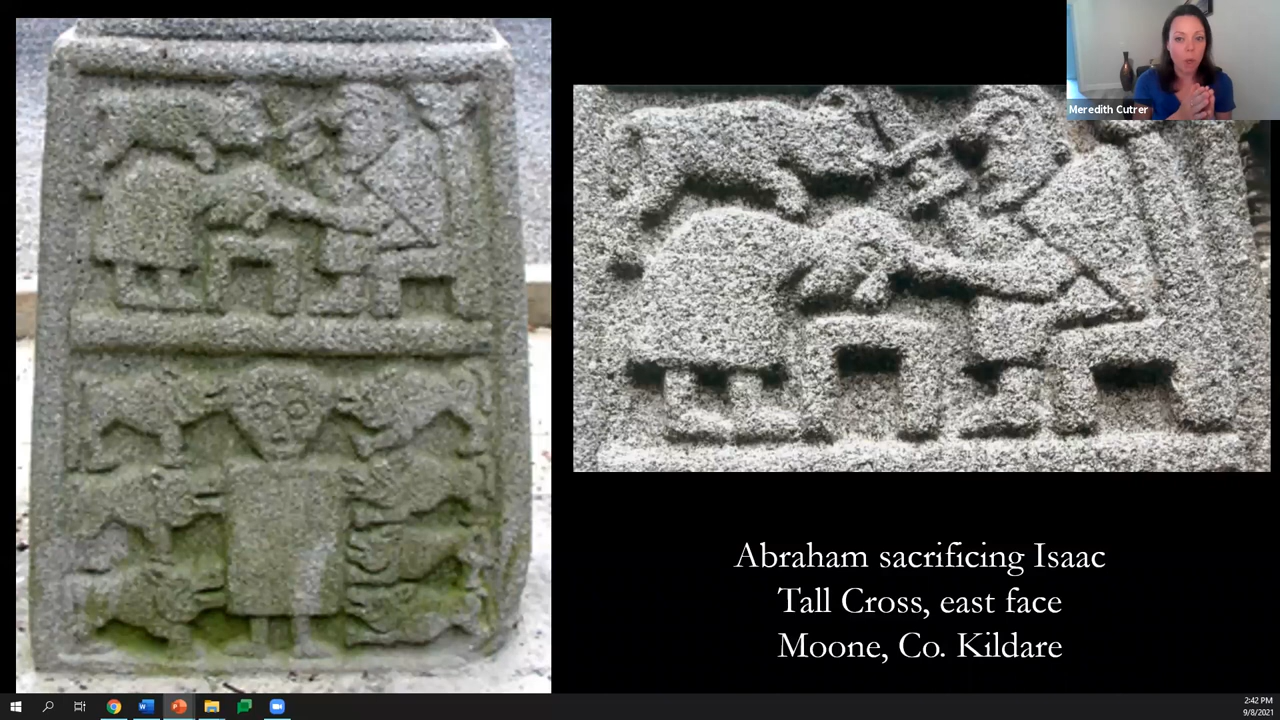 Meredith Cutrer
Abraham sacrificing Isaac
Tall Cross, east face
Moone, Co. Kildare
2:42 PM
9/8/2021